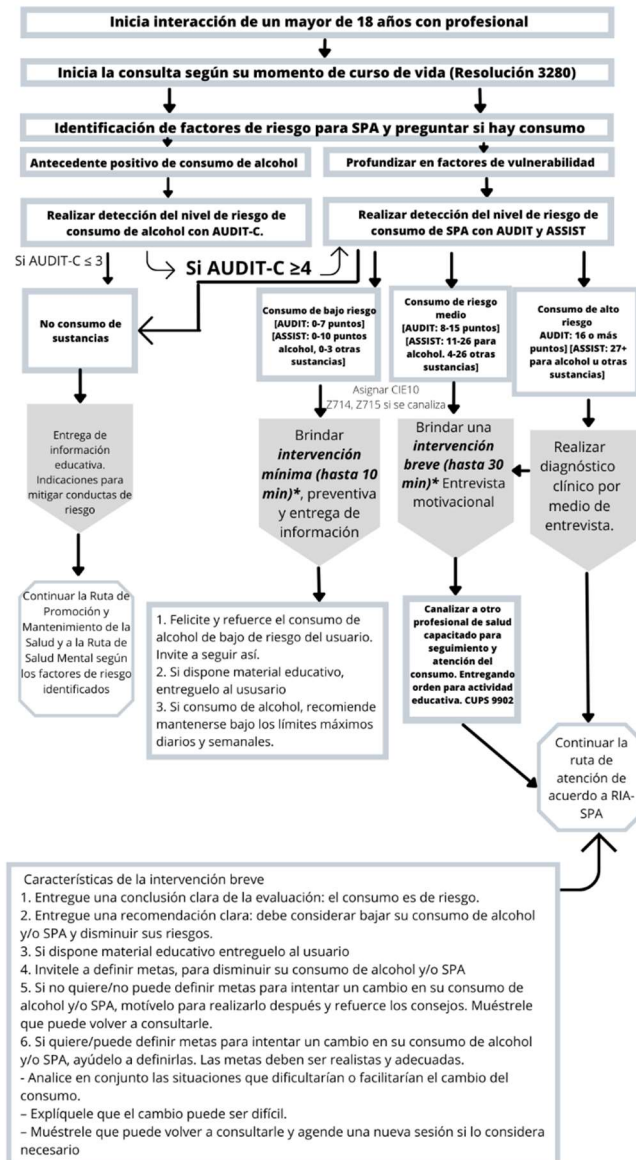 Inicia interacción de un mayor de 18 años con profesional
Inicia la consulta según su momento de curso de vida (Resolución 3280)
Identificación de factores de riesgo para SPA y preguntar si hay consumo
Antecedente positivo de consumo de alcohol
Profundizar en factores de vulnerabilidad
Realizar detección del nivel de riesgo de
consumo de alcohol con AUDIT-C.
Realizar detección del nivel de riesgo de
consumo de SPA con AUDIT y ASSIST
Si AUDIT-C ≤ 3
Si AUDIT-C ≥4
No consumo de
sustancias
Consumo de bajo riesgo
[AUDIT: 0-7 puntos]
[ASSIST: 0-10 puntos
alcohol, 0-3 otras
sustancias]
Consumo de riesgo
medio
[AUDIT: 8-15 puntos]
[ASSIST: 11-26 para
alcohol. 4-26 otras
sustancias]
Consumo de alto
riesgo
AUDIT: 16 o más
puntos] [ASSIST: 27+
para alcohol u otras
sustancias]
Asignar CIE10
Z714, Z715 si se canaliza
Entrega de
información
educativa.
Indicaciones para
mitigar conductas de
riesgo
Brindar
intervención
mínima (hasta 10
min)*, preventiva
y entrega de
información
Brindar una
intervención
breve (hasta 30
min)* Entrevista
motivacional
Realizar
diagnóstico
clínico por
medio de
entrevista.
Continuar la Ruta de
Promoción y
Mantenimiento de la
Salud y a la Ruta de
Salud Mental según
los factores de riesgo
identificados
1. Felicite y refuerce el consumo de
alcohol de bajo de riesgo del usuario.
Invite a seguir así.
2. Si dispone material educativo,
entreguelo al ususario
3. Si consumo de alcohol, recomiende
mantenerse bajo los límites máximos
diarios y semanales.
Canalizar a otro
profesional de salud
capacitado para
seguimiento y
atención del
consumo. Entregando
orden para actividad
educativa. CUPS 9902
Continuar la
ruta de
atención de
acuerdo a RIA-
SPA
Características de la intervención breve
1. Entregue una conclusión clara de la evaluación: el consumo es de riesgo.
2. Entregue una recomendación clara: debe considerar bajar su consumo de alcohol
y/o SPA y disminuir sus riesgos.
3. Si dispone material educativo entreguelo al usuario
4. Invitele a definir metas, para disminuir su consumo de alcohol y/o SPA
5. Si no quiere/no puede definir metas para intentar un cambio en su consumo de
alcohol y/o SPA, motívelo para realizarlo después y refuerce los consejos. Muéstrele
que puede volver a consultarle.
6. Si quiere/puede definir metas para intentar un cambio en su consumo de alcohol
y/o SPA, ayúdelo a definirlas. Las metas deben ser realistas y adecuadas.
- Analice en conjunto las situaciones que dificultarían o facilitarían el cambio del
consumo.
– Explíquele que el cambio puede ser difícil.
– Muéstrele que puede volver a consultarle y agende una nueva sesión si lo considera
necesario